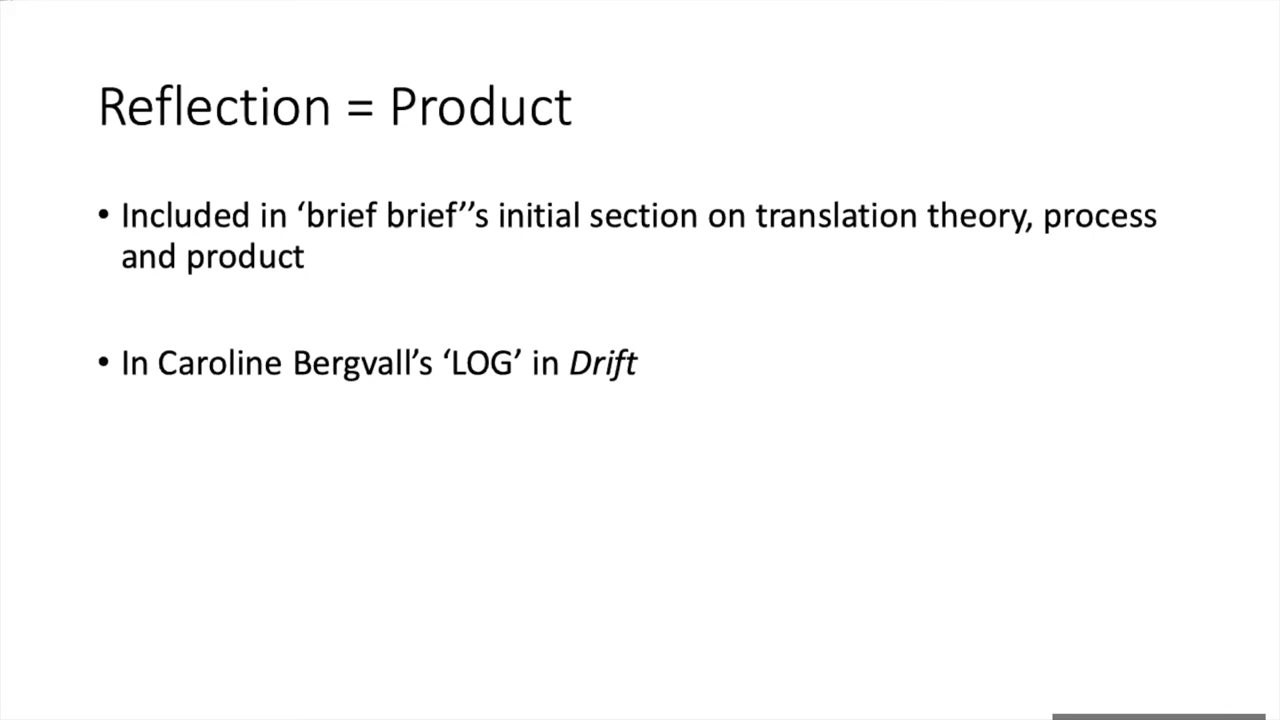 Reflection = Product
• Included in ‘brief brief’’s initial section on translation theory, process
and product
• In Caroline Bergvall’s ‘LOG’ in Drift